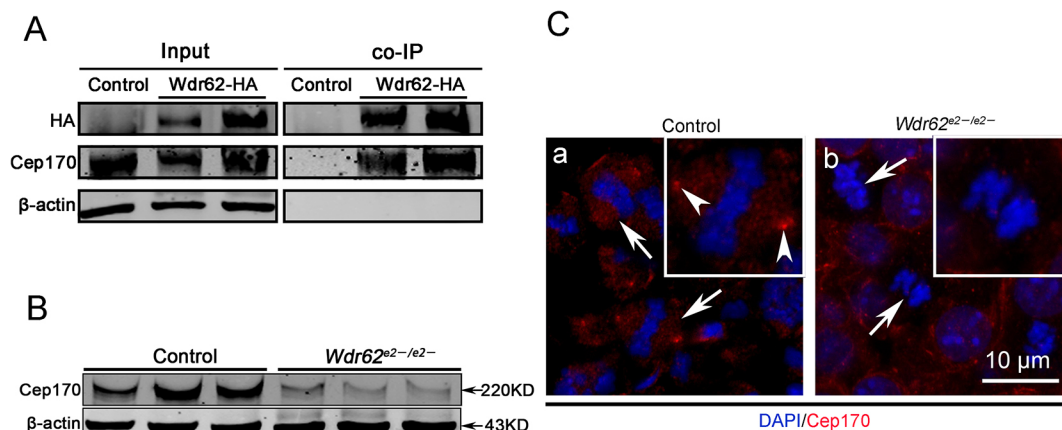 A
Input co-IP
Control Wdr62-HA Control Wdr62-HA
HA
Cep170
β-actin
B
Control Wdr62e2−/e2−
Cep170 220KD
β-actin 43KD
C
Control Wdr62e2−/e2−
a b
10 μm
DAPI/Cep170